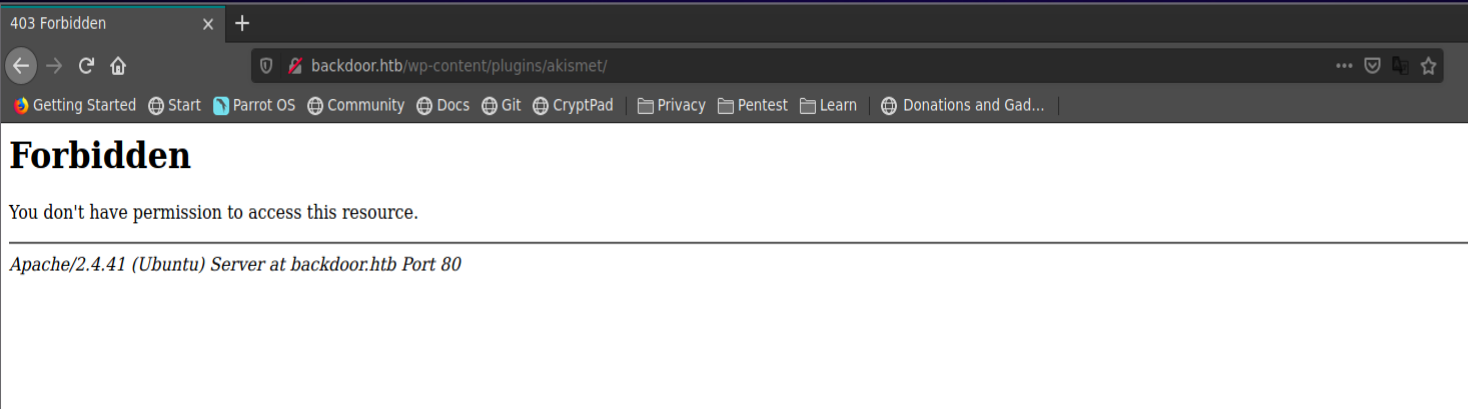 403 Forbidden
backdoor.htb/wp-content/plugins/akismet/
Getting Started Start Parrot OS Community Docs Git CryptPad Privacy Pentest Learn Donations and Gad...
Forbidden
You don't have permission to access this resource.
Apache/2.4.41 (Ubuntu) Server at backdoor.htb Port 80